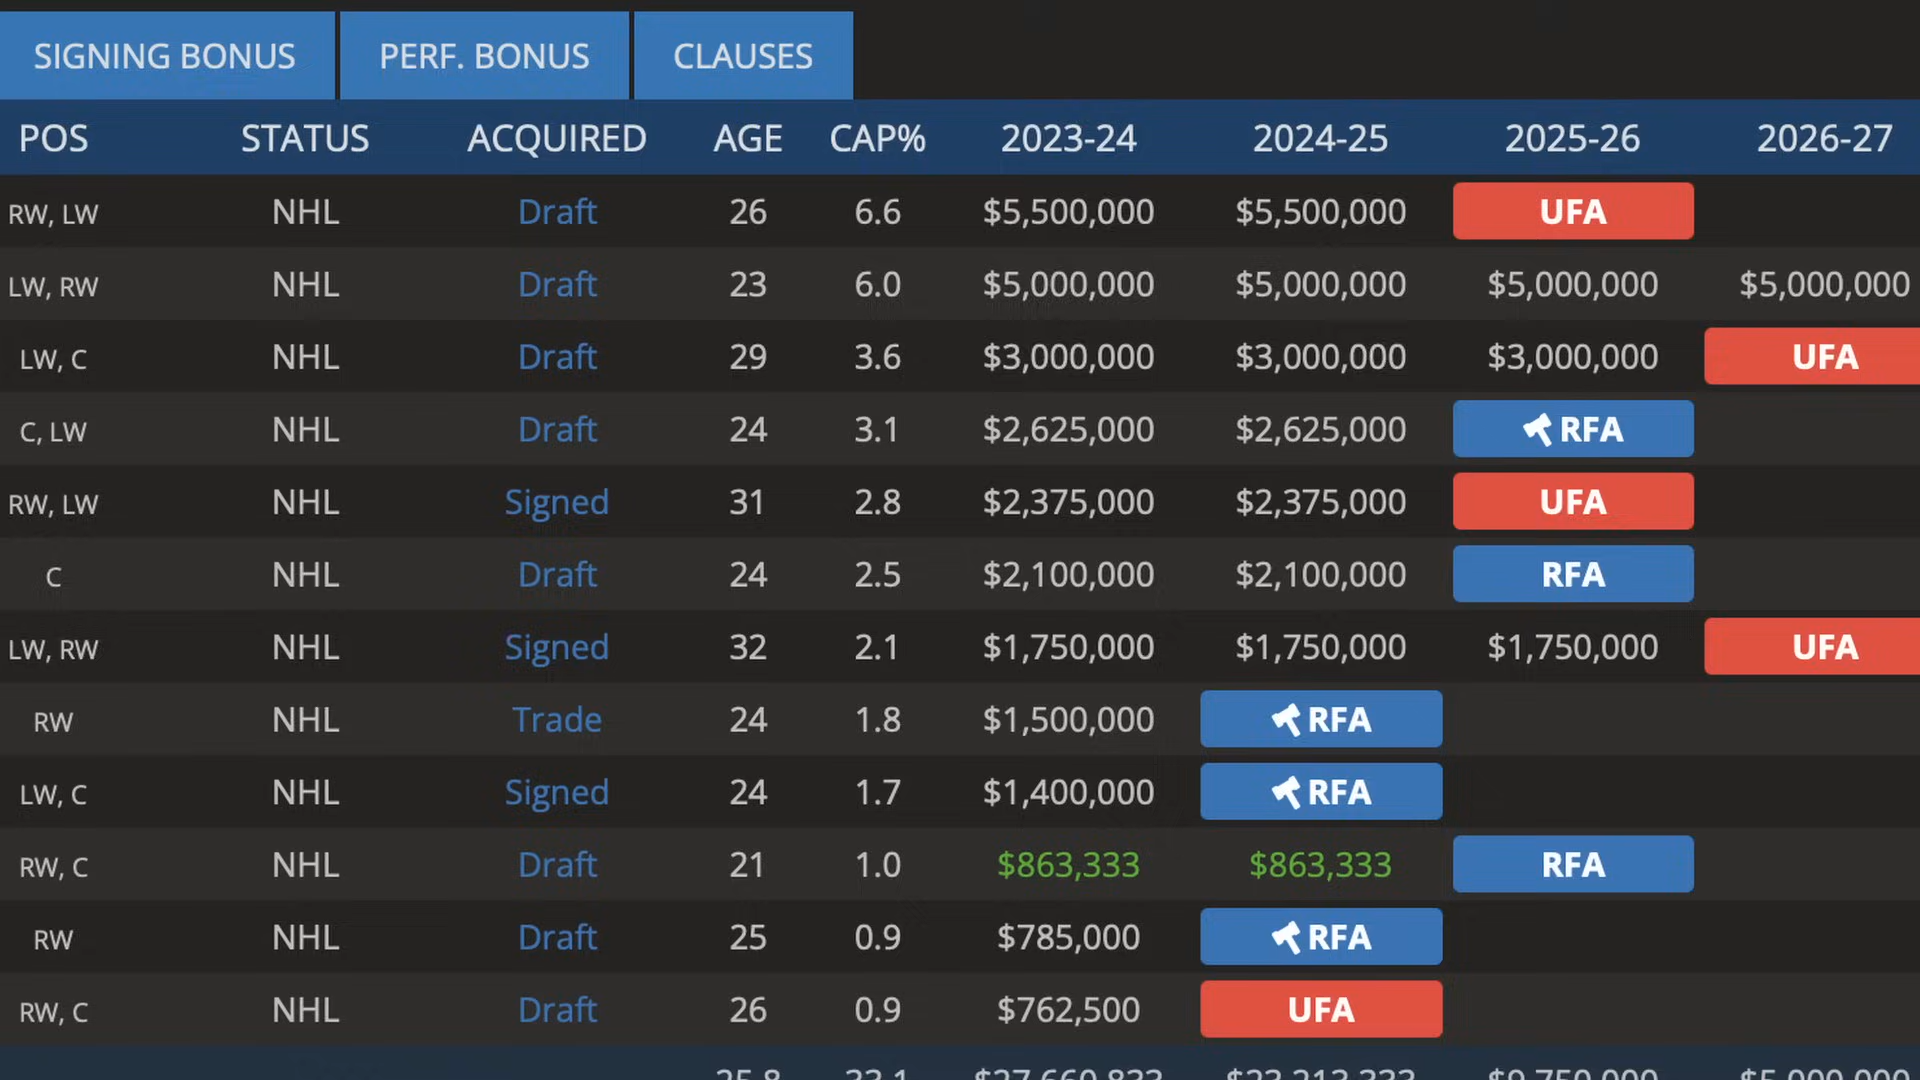 SIGNING BONUS PERF. BONUS CLAUSES
POS STATUS ACQUIRED AGE CAP% 2023-24 2024-25 2025-26 2026-27
RW, LW NHL Draft 26 6.6 $5,500,000 $5,500,000 UFA
LW, RW NHL Draft 23 6.0 $5,000,000 $5,000,000 $5,000,000 $5,000,000
LW, C NHL Draft 29 3.6 $3,000,000 $3,000,000 $3,000,000 UFA
C, LW NHL Draft 24 3.1 $2,625,000 $2,625,000 RFA
RW, LW NHL Signed 31 2.8 $2,375,000 $2,375,000 UFA
C NHL Draft 24 2.5 $2,100,000 $2,100,000 RFA
LW, RW NHL Signed 32 2.1 $1,750,000 $1,750,000 $1,750,000 UFA
RW NHL Trade 24 1.8 $1,500,000 RFA
LW, C NHL Signed 24 1.7 $1,400,000 RFA
RW, C NHL Draft 21 1.0 $863,333 $863,333 RFA
RW NHL Draft 25 0.9 $785,000 RFA
RW, C NHL Draft 26 0.9 $762,500 UFA